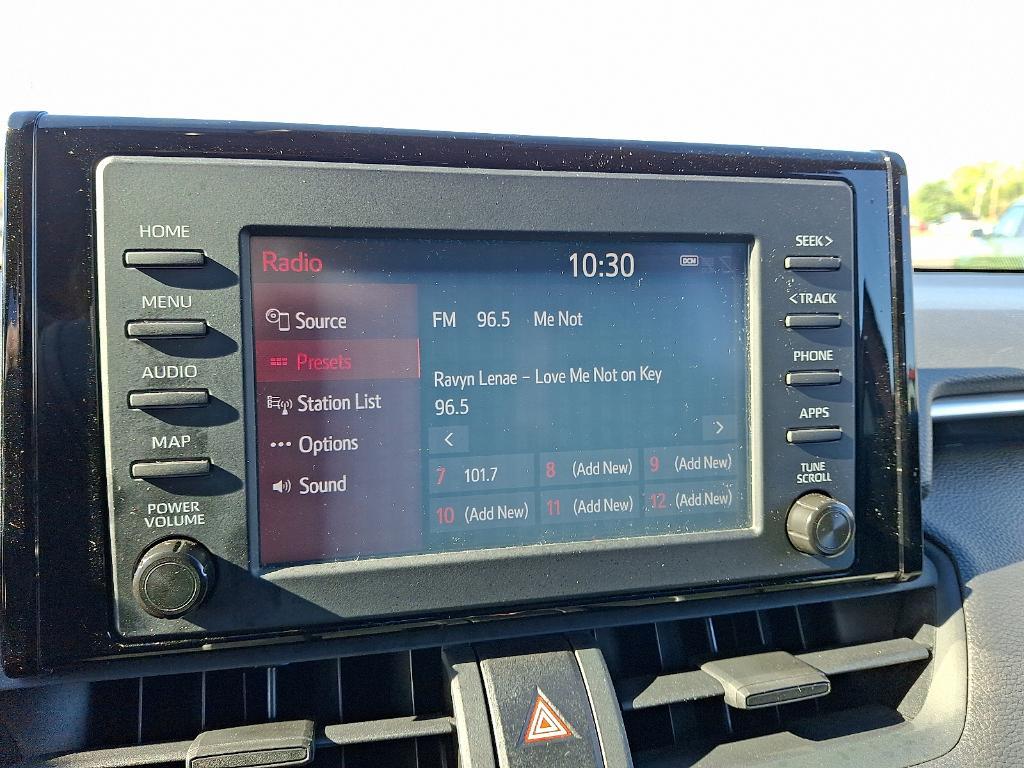 HOME
MENU
AUDIO
MAP
POWER
VOLUME
Radio
10:30
DCM
Source
Presets
Station List
Options
Sound
FM 96.5 Me Not
Ravyn Lenae – Love Me Not on Key
96.5
<
>
7 101.7 8 (Add New) 9 (Add New)
10 (Add New) 11 (Add New) 12 (Add New)
SEEK>
<TRACK
PHONE
APPS
TUNE
SCROLL